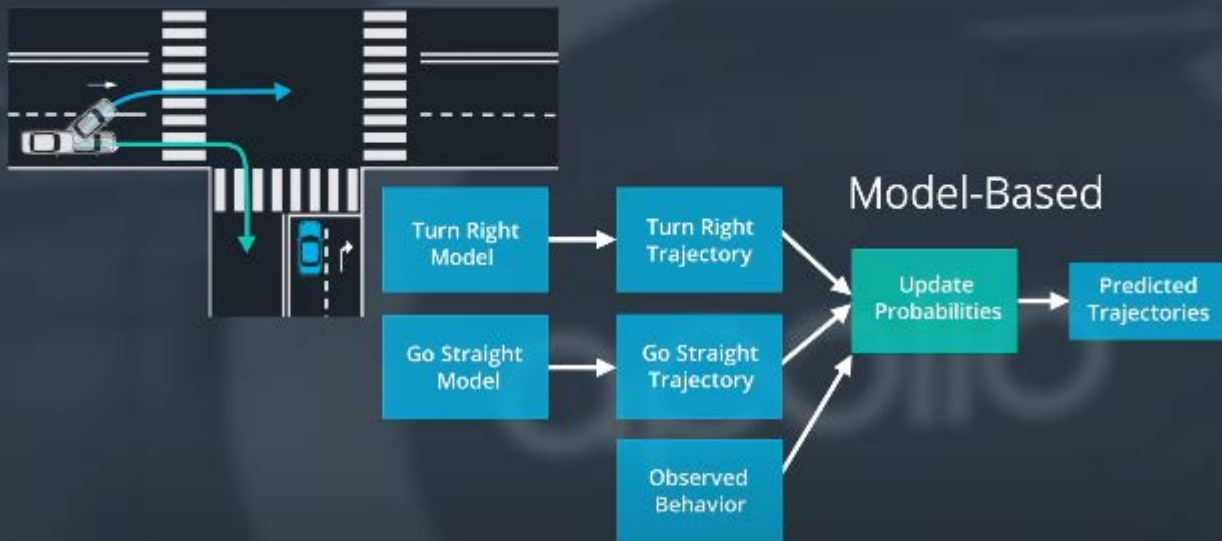 Model-Based
Turn Right
Model
Turn Right
Trajectory
Update
Probabilities
Predicted
Trajectories
Go Straight
Model
Go Straight
Trajectory
Observed
Behavior
apollo